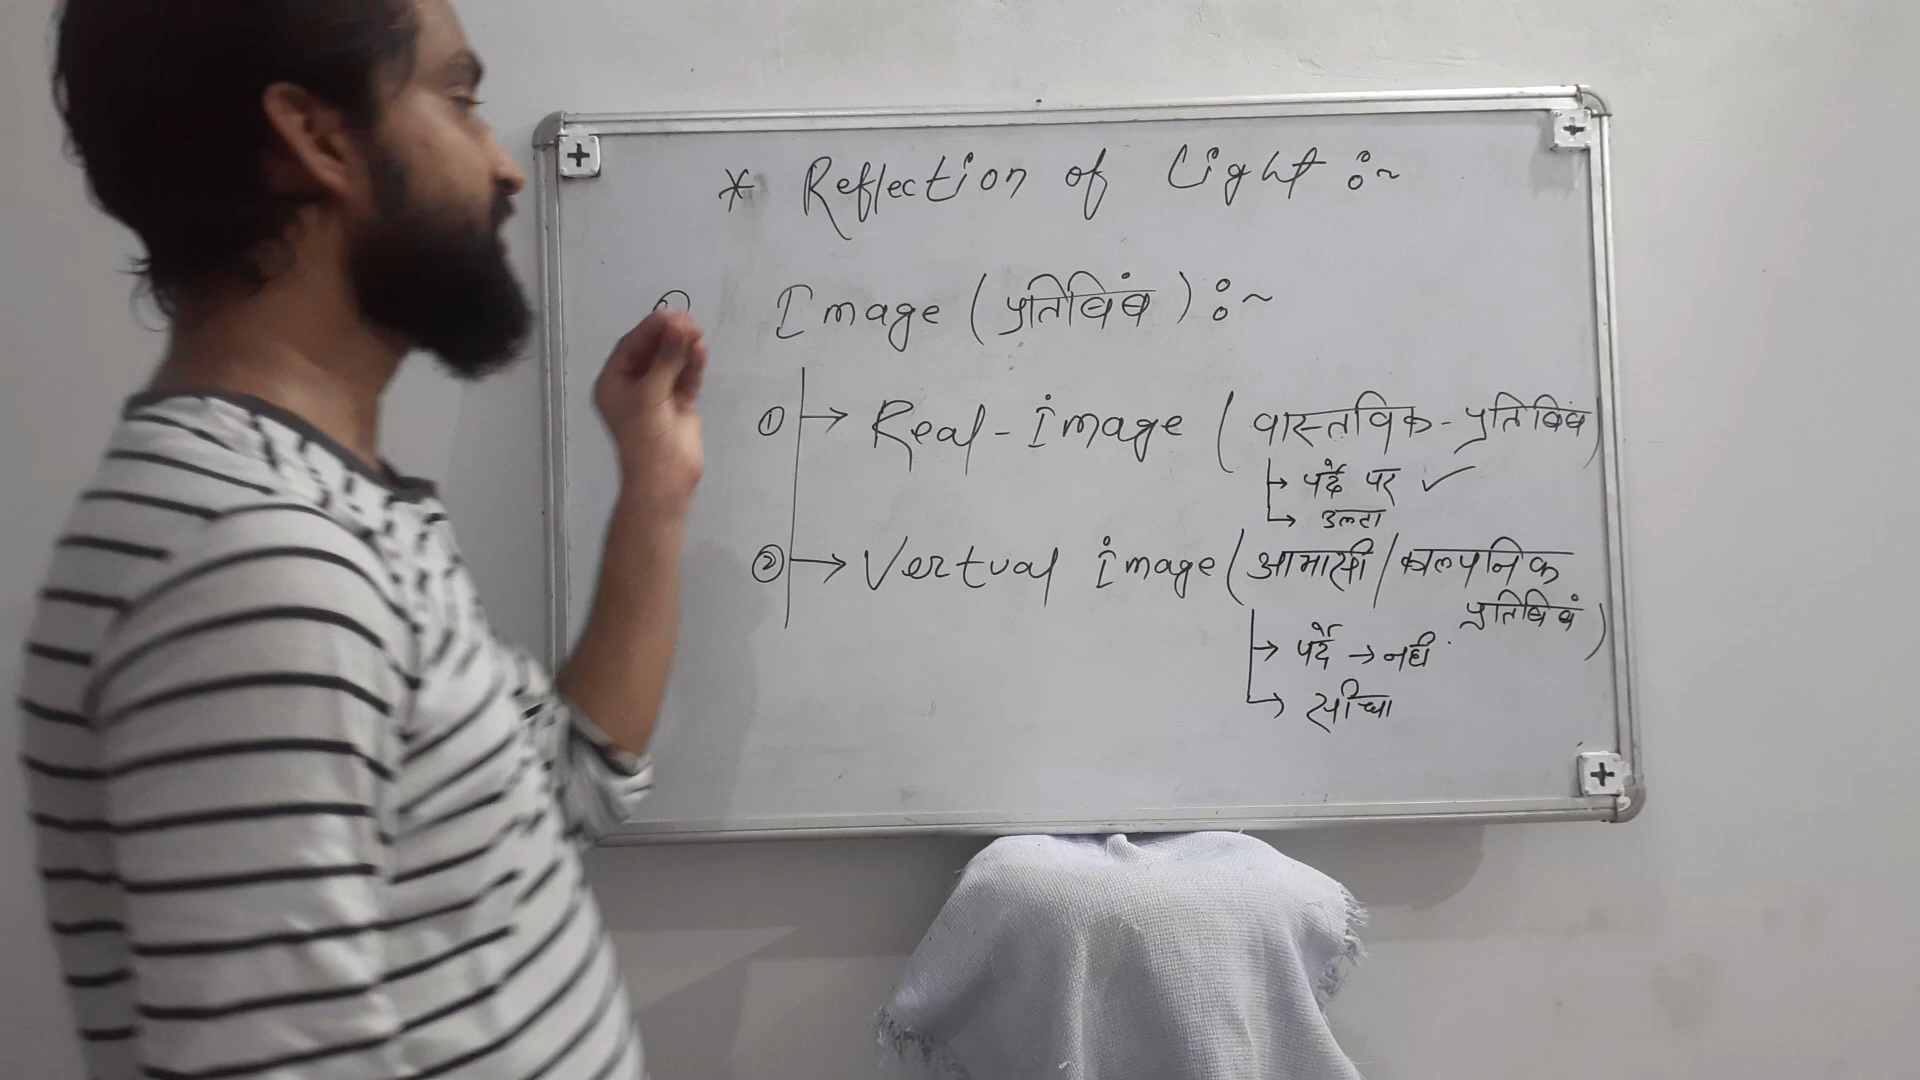 * Reflection of Light :~
Image (प्रतिबिंब) :~
① → Real-image (वास्तविक-प्रतिबिंब)
→ पर्दे पर ✓
→ उल्टा
② → Vertual image (आभासी/काल्पनिक
प्रतिबिंब)
→ पर्दे → नहीं
→ सीधा